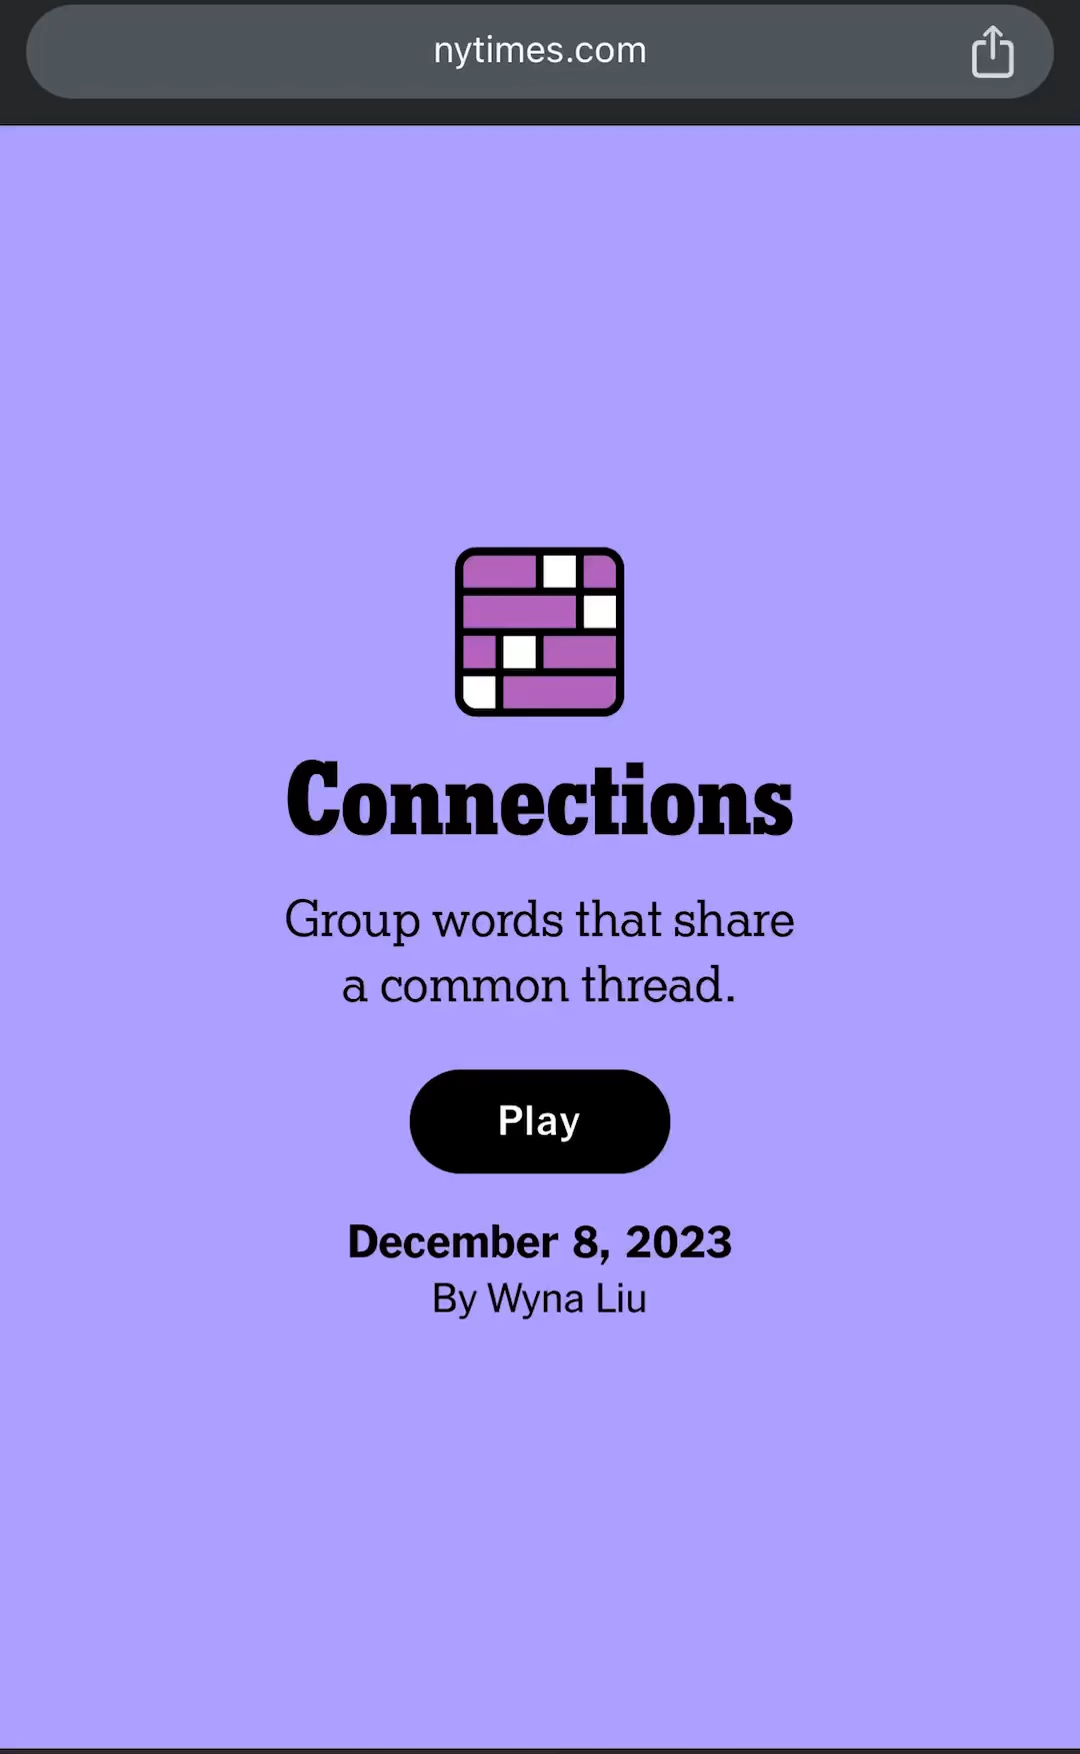 nytimes.com
Connections
Group words that share
a common thread.
Play
December 8, 2023
By Wyna Liu